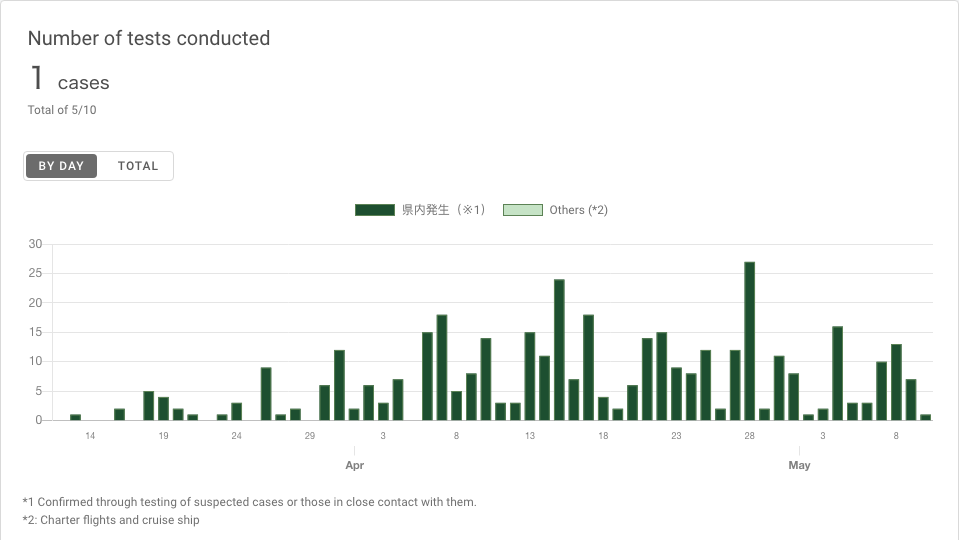 Number of tests conducted
1 cases
Total of 5/10
BY DAY TOTAL
県内発生（※1） Others (*2)
30
25
20
15
10
5
0
14 19 24 29 3 8 13 18 23 28 3 8
Apr May
*1 Confirmed through testing of suspected cases or those in close contact with them.
*2: Charter flights and cruise ship